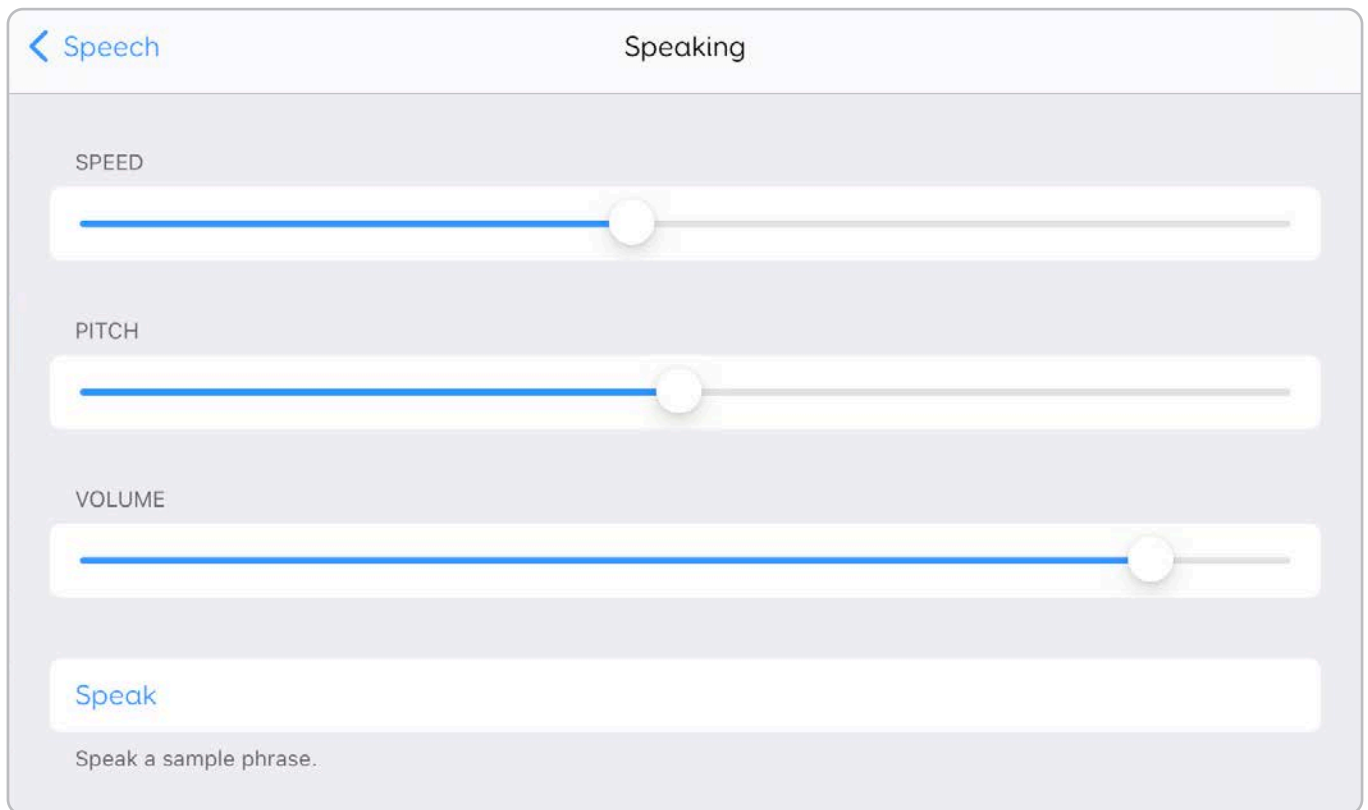 Speech
Speaking
SPEED
PITCH
VOLUME
Speak
Speak a sample phrase.